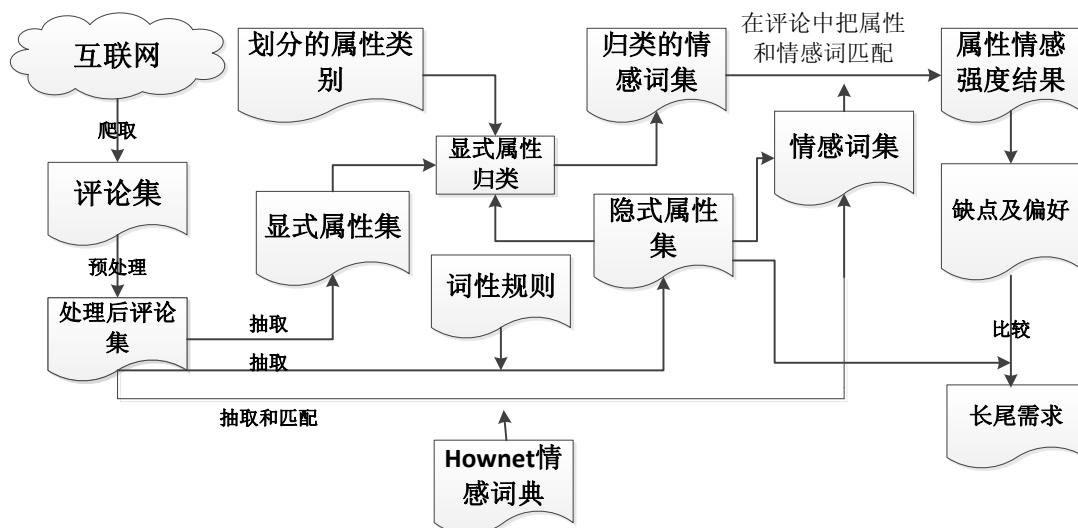 互联网
爬取
评论集
预处理
处理后评论
集
划分的属性类
别
显式属性
归类
显式属性集
抽取
抽取
抽取和匹配
词性规则
Hownet情
感词典
归类的情
感词集
隐式属性
集
在评论中把属性
和情感词匹配
情感词集
属性情感
强度结果
缺点及偏好
比较
长尾需求